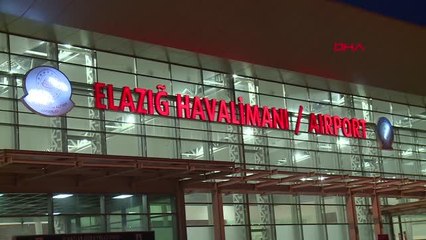 DHA
ELAZIĞ HAVALİMANI / AIRPORT